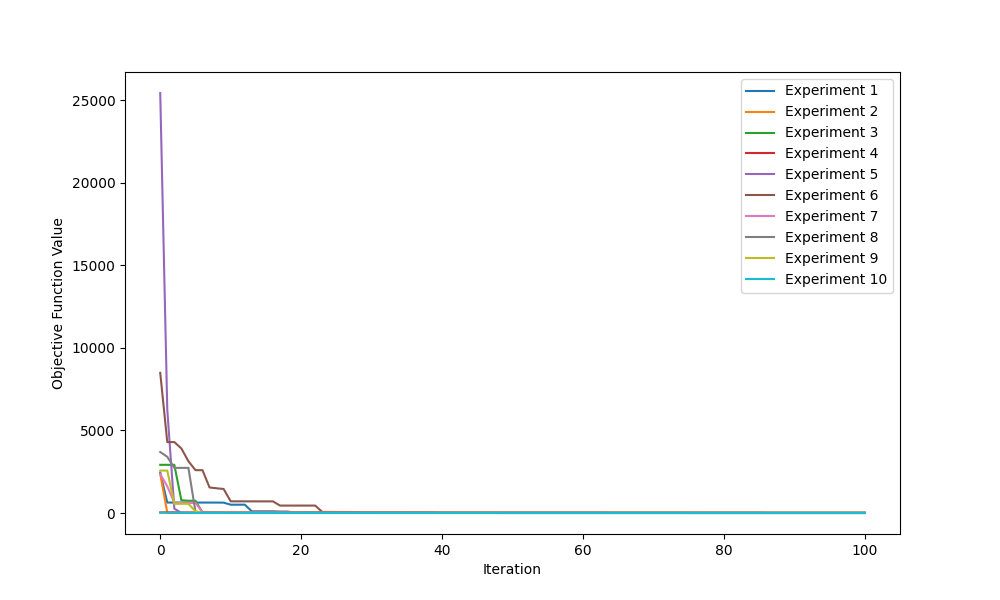 25000
20000
15000
10000
5000
0
Objective Function Value
0 20 40 60 80 100
Iteration
Experiment 1
Experiment 2
Experiment 3
Experiment 4
Experiment 5
Experiment 6
Experiment 7
Experiment 8
Experiment 9
Experiment 10